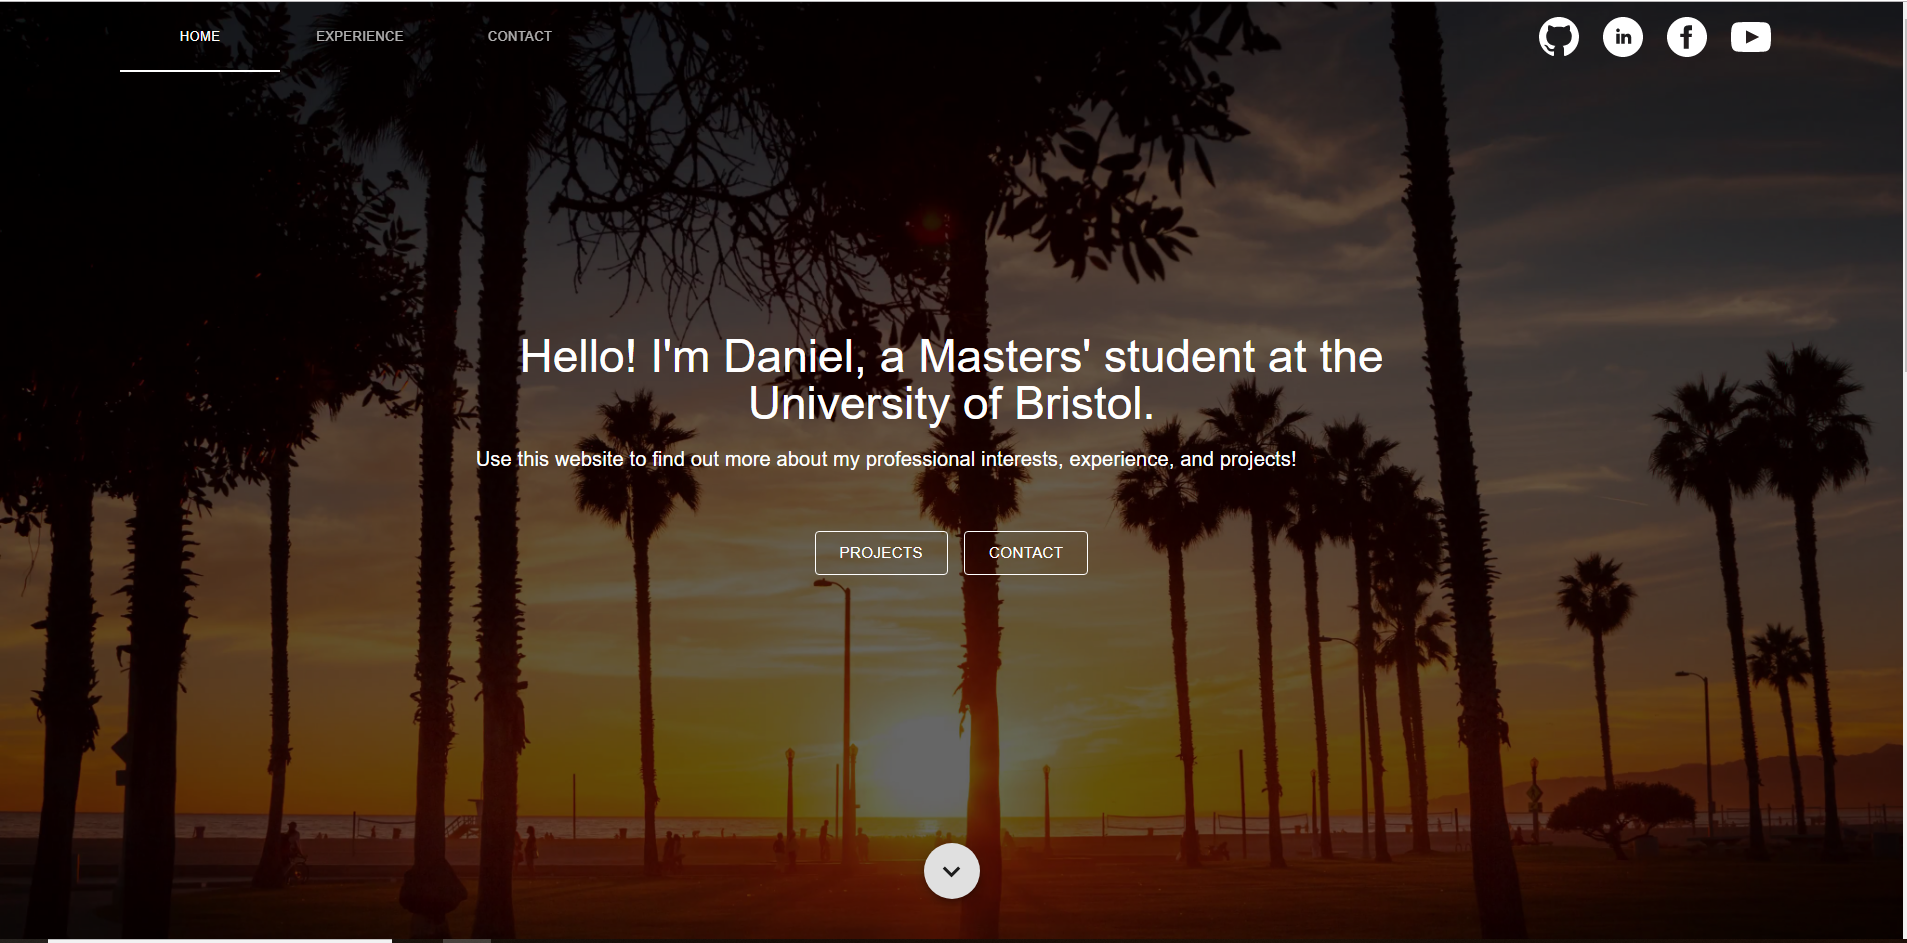 HOME EXPERIENCE CONTACT
Hello! I'm Daniel, a Masters' student at the
University of Bristol.
Use this website to find out more about my professional interests, experience, and projects!
PROJECTS CONTACT